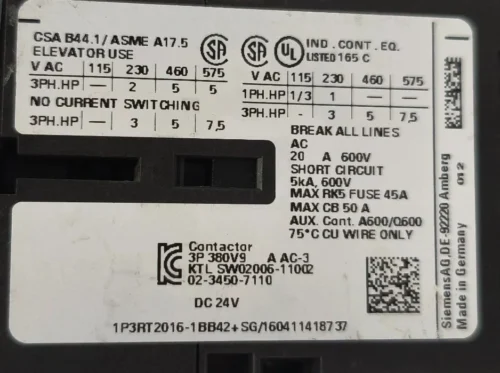 CSA B44.1/ ASME A17.5
ELEVATOR USE
V AC | 115 | 230 | 460 | 575
3PH.HP | — | 2 | 5 | 5
NO CURRENT SWITCHING
3PH.HP | — | 3 | 5 | 7,5
SA SA UL IND. CONT. EQ.
LISTED 165 C
V AC | 115 | 230 | 460 | 575
1PH.HP | 1/3 | 1 | — | —
3PH.HP | - | 3 | 5 | 7,5
BREAK ALL LINES
AC
20 A 600V
SHORT CIRCUIT
5kA, 600V
MAX RK5 FUSE 45A
MAX CB 50 A
AUX. Cont. A600/Q600
75°C CU WIRE ONLY
Contactor
3P 380V9 A AC-3
KTL SW02006-11002
02-3450-7110
DC 24V
1P3RT2016-1BB42+SG/160411418737
SiemensAG,DE-92220 Amberg
Made in Germany
012